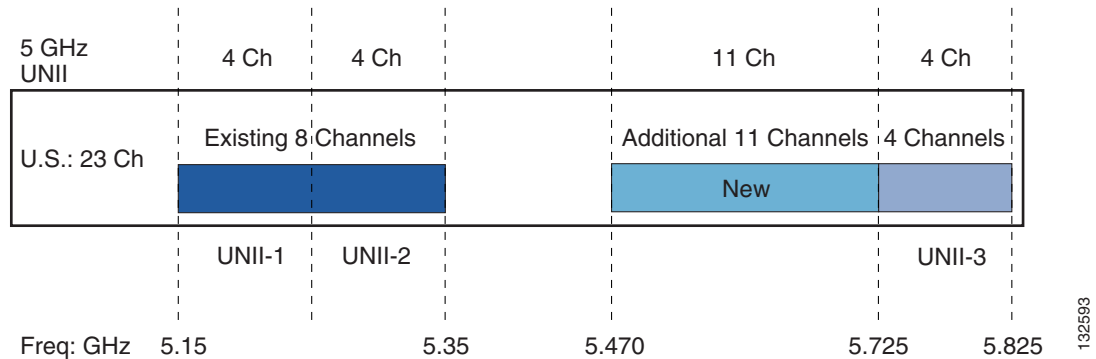 5 GHz
UNII
4 Ch 4 Ch 11 Ch 4 Ch
U.S.: 23 Ch
Existing 8 Channels Additional 11 Channels 4 Channels
New
UNII-1 UNII-2 UNII-3
Freq: GHz 5.15 5.35 5.470 5.725 5.825
132593